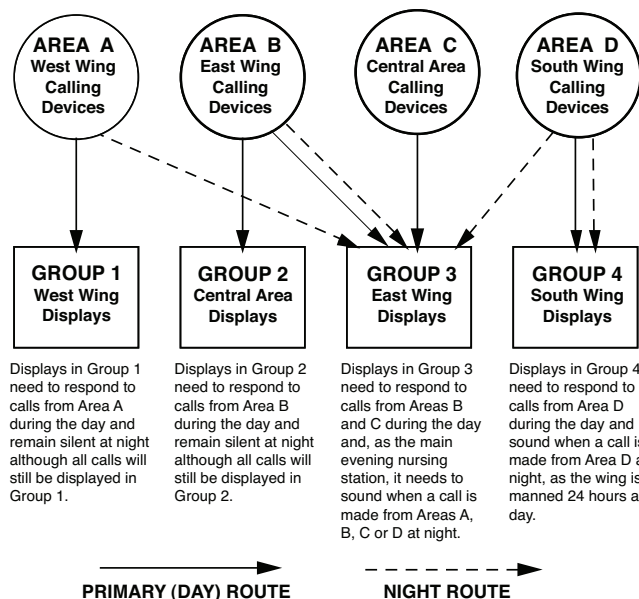 AREA A
West Wing
Calling
Devices
AREA B
East Wing
Calling
Devices
AREA C
Central Area
Calling
Devices
AREA D
South Wing
Calling
Devices
GROUP 1
West Wing
Displays
GROUP 2
Central Area
Displays
GROUP 3
East Wing
Displays
GROUP 4
South Wing
Displays
Displays in Group 1
need to respond to
calls from Area A
during the day and
remain silent at night
although all calls will
still be displayed in
Group 1.
Displays in Group 2
need to respond to
calls from Area B
during the day and
remain silent at night
although all calls will
still be displayed in
Group 2.
Displays in Group 3
need to respond to
calls from Areas B
and C during the day
and, as the main
evening nursing
station, it needs to
sound when a call is
made from Areas A,
B, C or D at night.
Displays in Group 4
need to respond to
calls from Area D
during the day and
sound when a call is
made from Area D a
night, as the wing is
manned 24 hours a
day.
PRIMARY (DAY) ROUTE
NIGHT ROUTE